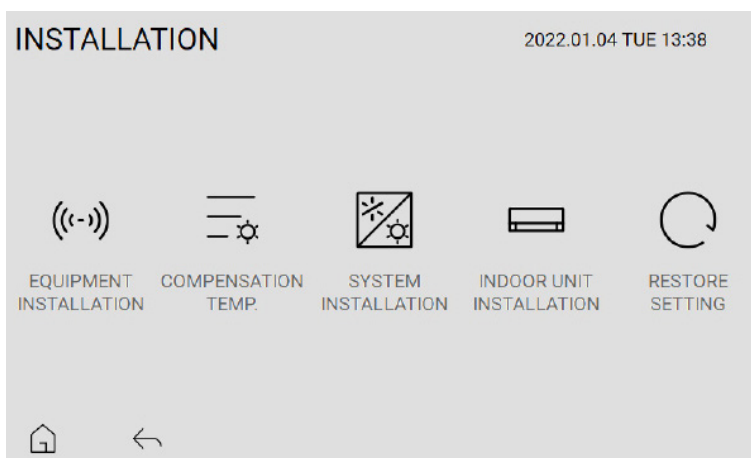 INSTALLATION
2022.01.04 TUE 13:38
EQUIPMENT
INSTALLATION
COMPENSATION
TEMP.
SYSTEM
INSTALLATION
INDOOR UNIT
INSTALLATION
RESTORE
SETTING